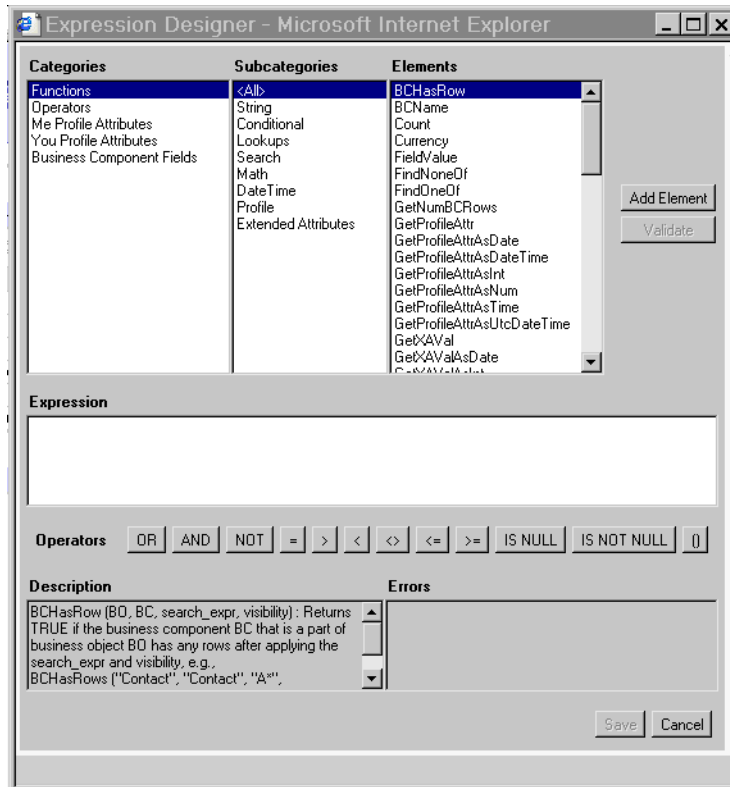 Expression Designer - Microsoft Internet Explorer
Categories
Functions
Operators
Me Profile Attributes
You Profile Attributes
Business Component Fields
Subcategories
<All>
String
Conditional
Lookups
Search
Math
DateTime
Profile
Extended Attributes
Elements
BCHasRow
BCName
Count
Currency
FieldValue
FindNoneOf
FindOneOf
GetNumBCRows
GetProfileAttr
GetProfileAttrAsDate
GetProfileAttrAsDateTime
GetProfileAttrAsInt
GetProfileAttrAsNum
GetProfileAttrAsTime
GetProfileAttrAsUtcDateTime
GetXAVal
GetXAValAsDate
Add Element
Validate
Expression
Operators OR AND NOT = > < <> <= >= IS NULL IS NOT NULL ()
Description
BCHasRow (BO, BC, search_expr, visibility) : Returns
TRUE if the business component BC that is a part of
business object BO has any rows after applying the
search_expr and visibility, e.g.,
BCHasRows ("Contact", "Contact", "A*",
Errors
Save Cancel